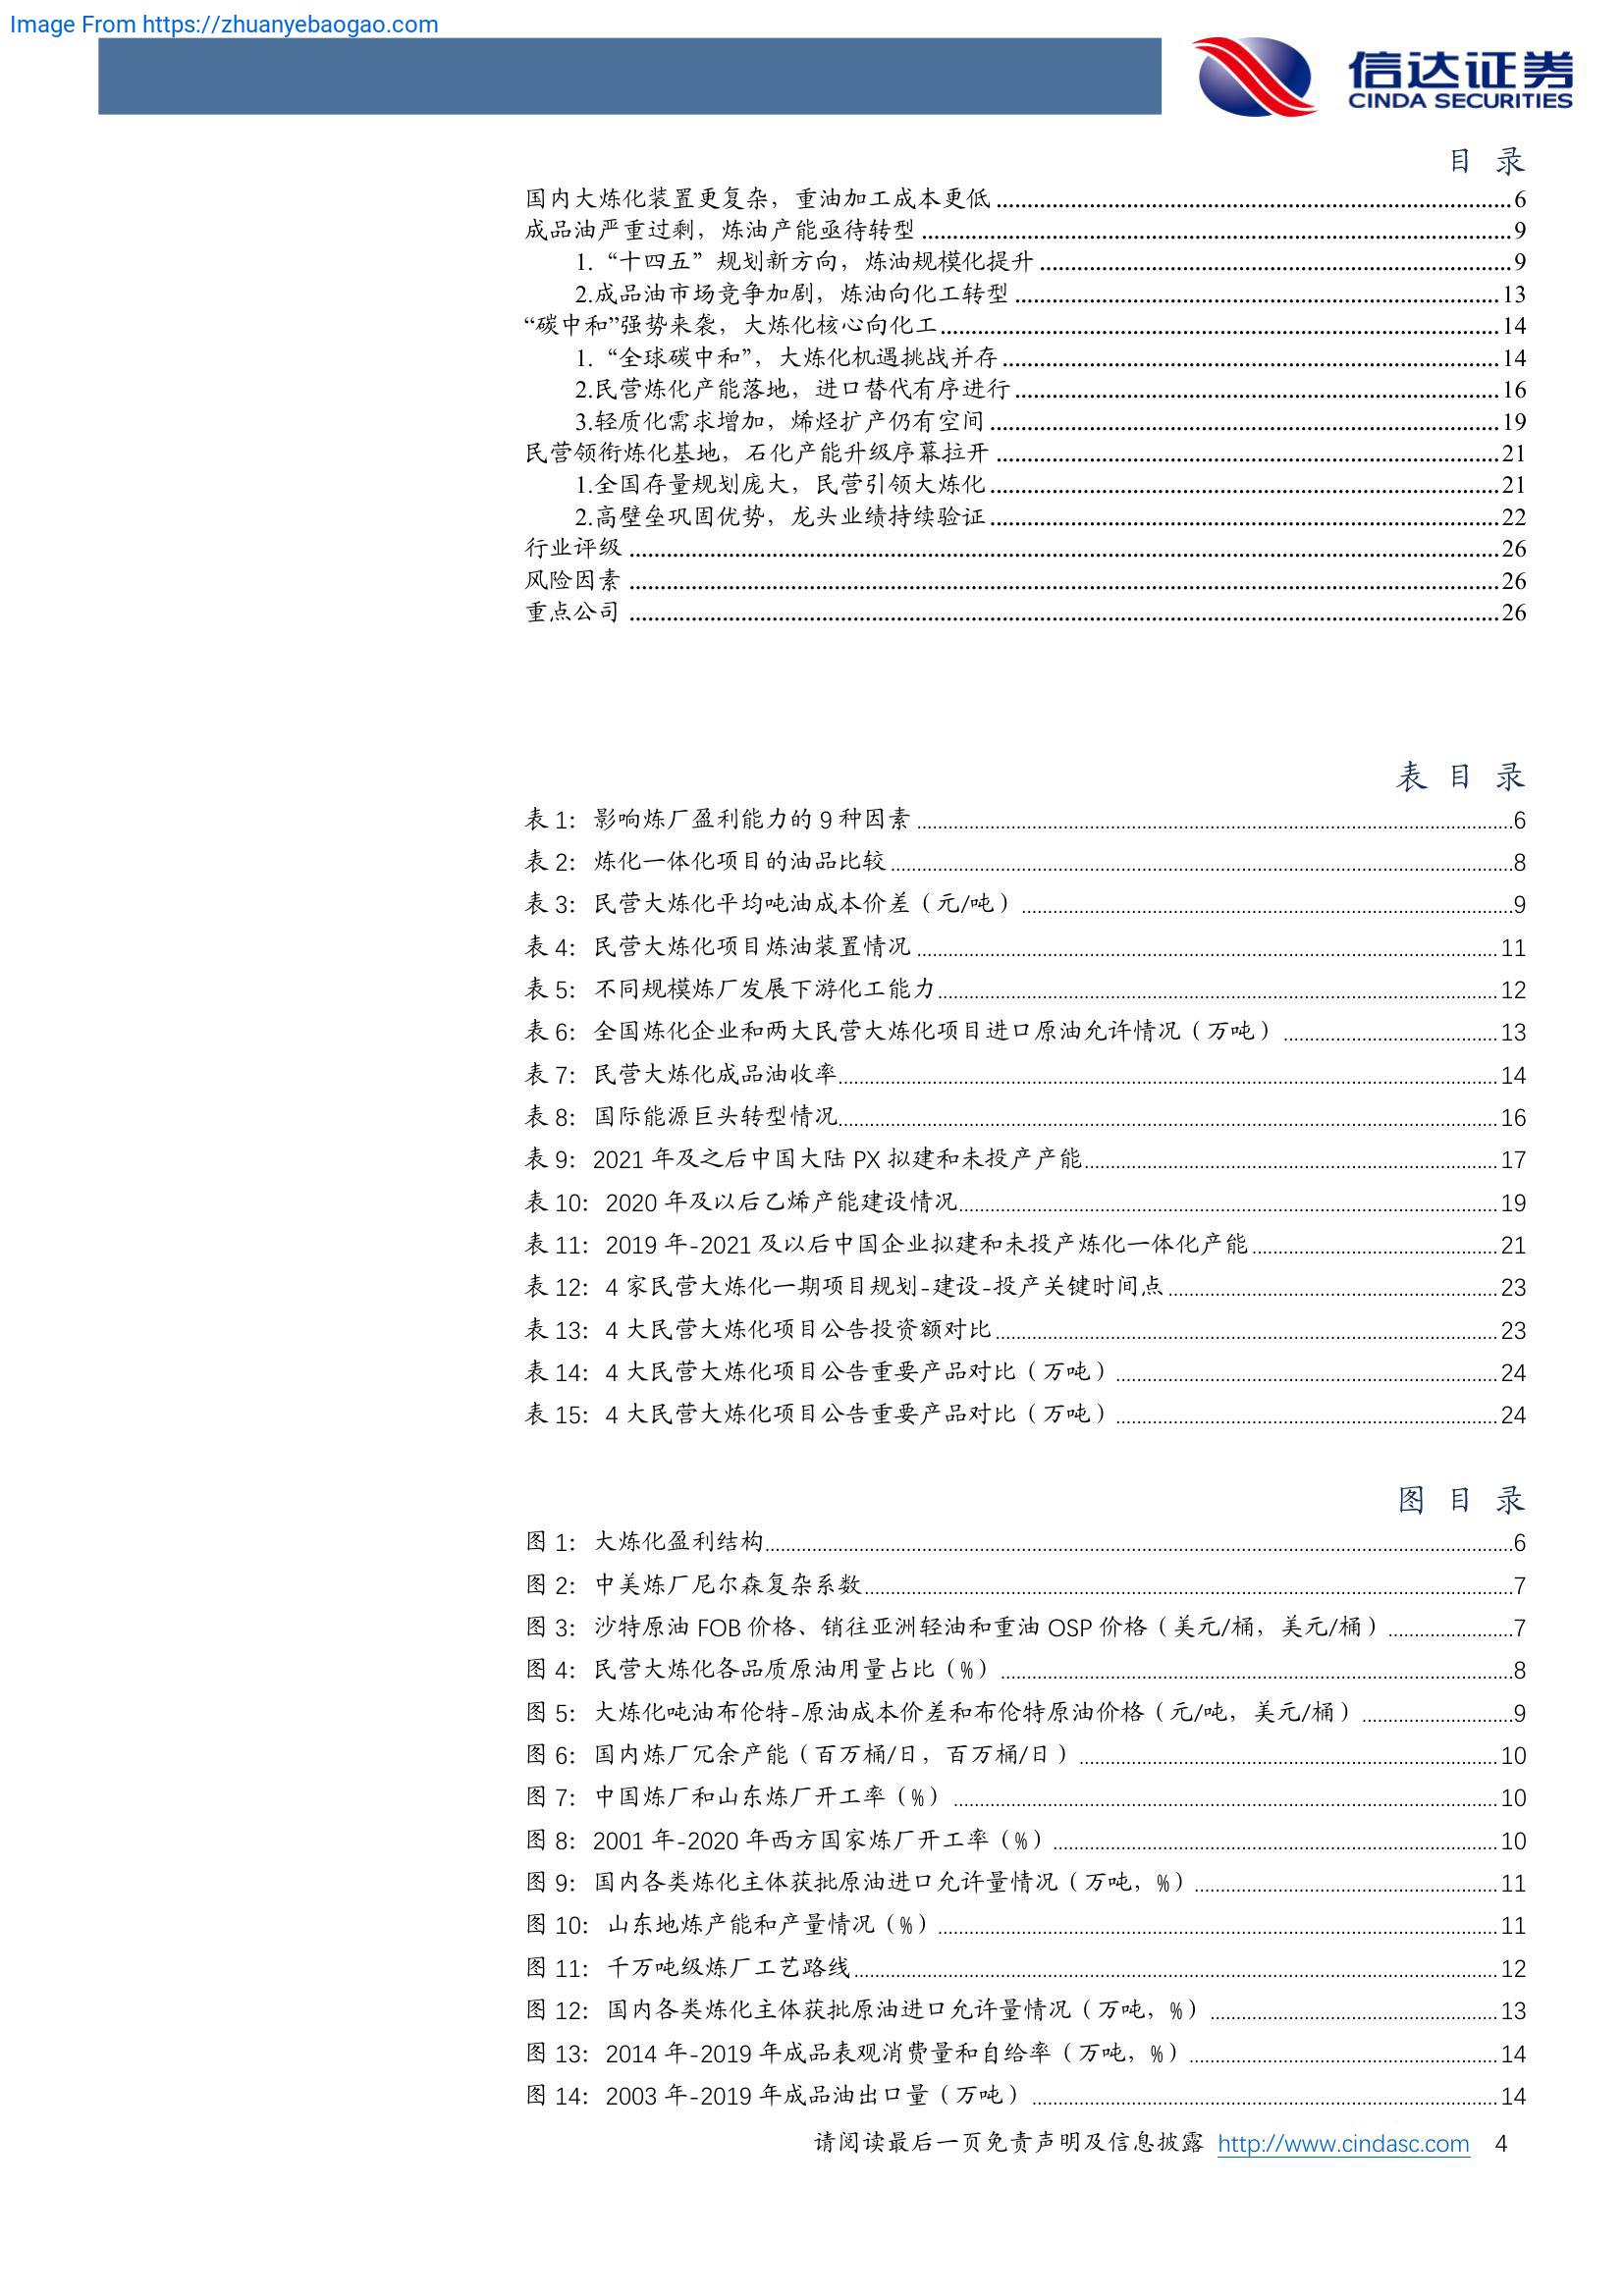 Image From https://zhuanyebaogao.com
信达证券
CINDA SECURITIES
目 录
国内大炼化装置更复杂，重油加工成本更低 6
成品油严重过剩，炼油产能亟待转型 9
1.“十四五”规划新方向，炼油规模化提升 9
2.成品油市场竞争加剧，炼油向化工转型 13
“碳中和”强势来袭，大炼化核心向化工 14
1.“全球碳中和”，大炼化机遇挑战并存 14
2.民营炼化产能落地，进口替代有序进行 16
3.轻质化需求增加，烯烃扩产仍有空间 19
民营领衔炼化基地，石化产能升级序幕拉开 21
1.全国存量规划庞大，民营引领大炼化 21
2.高壁垒巩固优势，龙头业绩持续验证 22
行业评级 26
风险因素 26
重点公司 26
表 目 录
表 1：影响炼厂盈利能力的 9 种因素 6
表 2：炼化一体化项目的油品比较 8
表 3：民营大炼化平均吨油成本价差（元/吨） 9
表 4：民营大炼化项目炼油装置情况 11
表 5：不同规模炼厂发展下游化工能力 12
表 6：全国炼化企业和两大民营大炼化项目进口原油允许情况（万吨） 13
表 7：民营大炼化成品油收率 14
表 8：国际能源巨头转型情况 16
表 9：2021 年及之后中国大陆 PX 拟建和未投产产能 17
表 10：2020 年及以后乙烯产能建设情况 19
表 11：2019 年-2021 及以后中国企业拟建和未投产炼化一体化产能 21
表 12：4 家民营大炼化一期项目规划-建设-投产关键时间点 23
表 13：4 大民营大炼化项目公告投资额对比 23
表 14：4 大民营大炼化项目公告重要产品对比（万吨） 24
表 15：4 大民营大炼化项目公告重要产品对比（万吨） 24
图 目 录
图 1：大炼化盈利结构 6
图 2：中美炼厂尼尔森复杂系数 7
图 3：沙特原油 FOB 价格、销往亚洲轻油和重油 OSP 价格（美元/桶，美元/桶） 7
图 4：民营大炼化各品质原油用量占比（%） 8
图 5：大炼化吨油布伦特-原油成本价差和布伦特原油价格（元/吨，美元/桶） 9
图 6：国内炼厂冗余产能（百万桶/日，百万桶/日） 10
图 7：中国炼厂和山东炼厂开工率（%） 10
图 8：2001 年-2020 年西方国家炼厂开工率（%） 10
图 9：国内各类炼化主体获批原油进口允许量情况（万吨，%） 11
图 10：山东地炼产能和产量情况（%） 11
图 11：千万吨级炼厂工艺路线 12
图 12：国内各类炼化主体获批原油进口允许量情况（万吨，%） 13
图 13：2014 年-2019 年成品表观消费量和自给率（万吨，%） 14
图 14：2003 年-2019 年成品油出口量（万吨） 14
请阅读最后一页免责声明及信息披露 http://www.cindasc.com 4